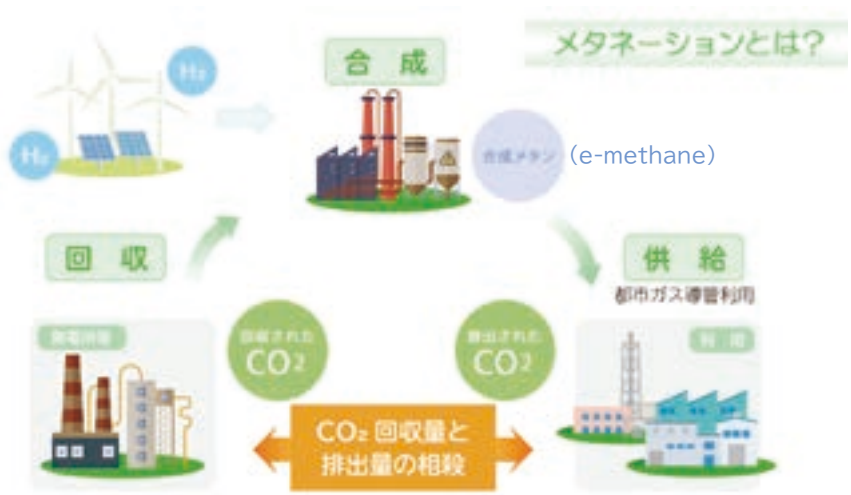 メタネーションとは?
H₂
合 成
H₂
合成メタン
(e-methane)
回 収
供 給
都市ガス導管利用
利 用
回収された
CO₂
排出された
CO₂
CO₂ 回収量と
排出量の相殺